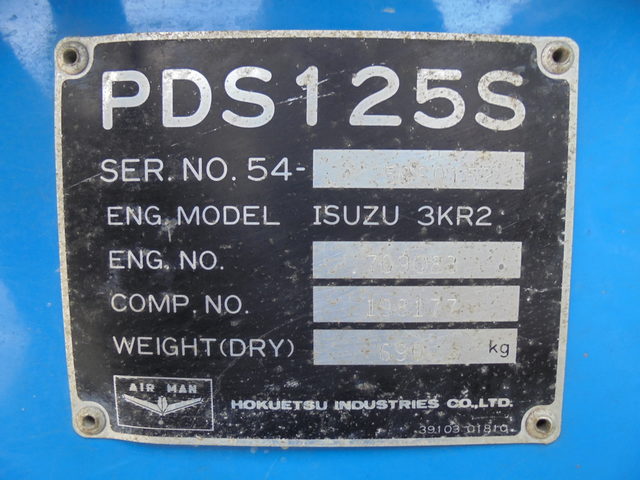 PDS125S
SER. NO. 54-
ENG. MODEL ISUZU 3KR2
ENG. NO.
COMP. NO. 198177
WEIGHT(DRY) kg
AIR MAN
HOKUETSU INDUSTRIES CO.,LTD.
39103 01810